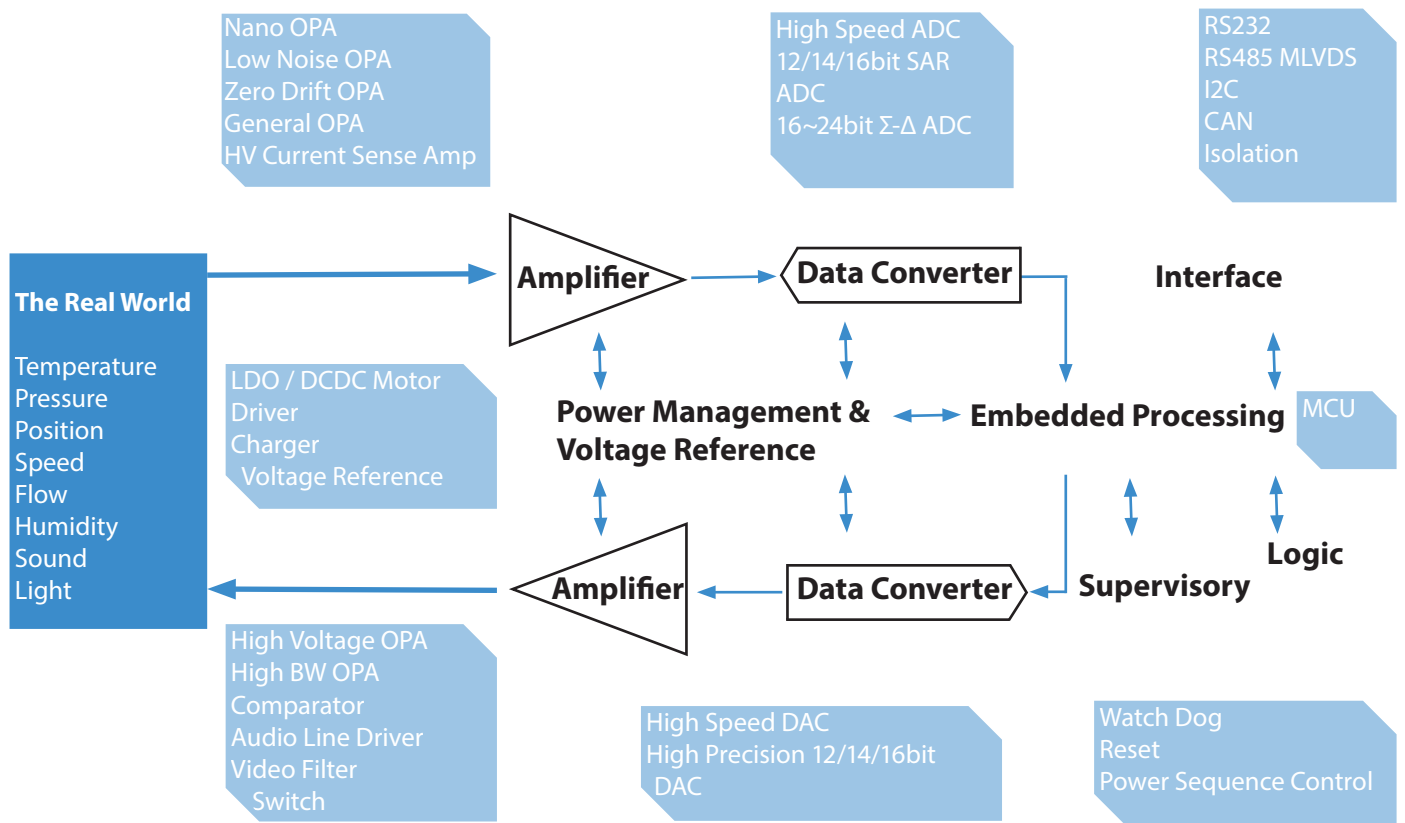 Nano OPA
Low Noise OPA
Zero Drift OPA
General OPA
HV Current Sense Amp
High Speed ADC
12/14/16bit SAR
ADC
16~24bit Σ-Δ ADC
RS232
RS485 MLVDS
I2C
CAN
Isolation
The Real World
Temperature
Pressure
Position
Speed
Flow
Humidity
Sound
Light
Amplifier
Data Converter
Interface
LDO / DCDC Motor
Driver
Charger
Voltage Reference
Power Management &
Voltage Reference
Embedded Processing
MCU
Amplifier
Data Converter
Supervisory
Logic
High Voltage OPA
High BW OPA
Comparator
Audio Line Driver
Video Filter
Switch
High Speed DAC
High Precision 12/14/16bit
DAC
Watch Dog
Reset
Power Sequence Control